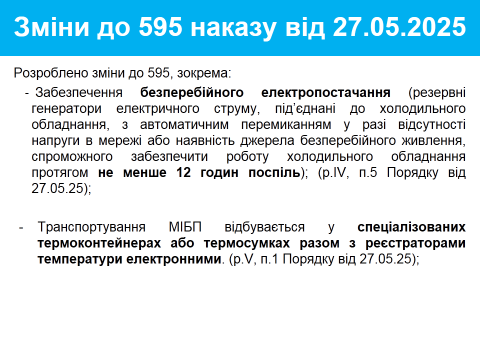 Зміни до 595 наказу від 27.05.2025
Розроблено зміни до 595, зокрема:
- Забезпечення безперебійного електропостачання (резервні
генератори електричного струму, під’єднані до холодильного
обладнання, з автоматичним перемиканням у разі відсутності
напруги в мережі або наявність джерела безперебійного живлення,
спроможного забезпечити роботу холодильного обладнання
протягом не менше 12 годин поспіль); (р.IV, п.5 Порядку від
27.05.25);
- Транспортування МІБП відбувається у спеціалізованих
термоконтейнерах або термосумках разом з реєстраторами
температури електронними. (р.V, п.1 Порядку від 27.05.25);